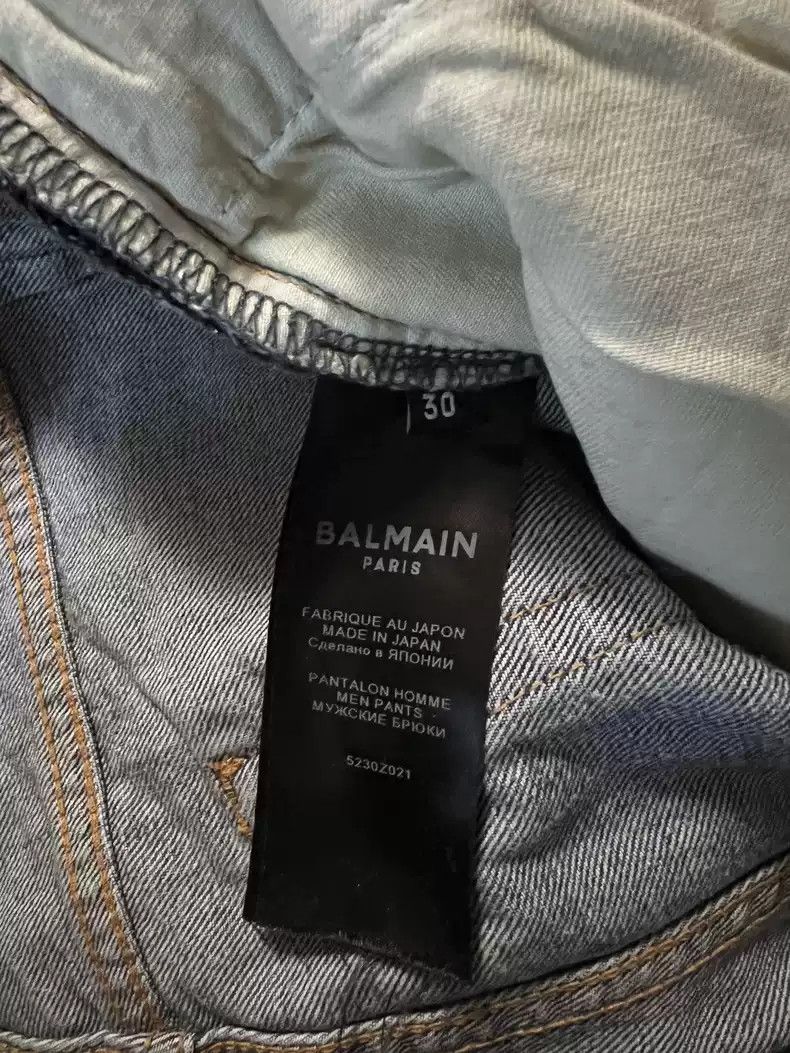 30
BALMAIN
PARIS
FABRIQUE AU JAPON
MADE IN JAPAN
Сделано в ЯПОНИИ
PANTALON HOMME
MEN PANTS
МУЖСКИЕ БРЮКИ
5230Z021